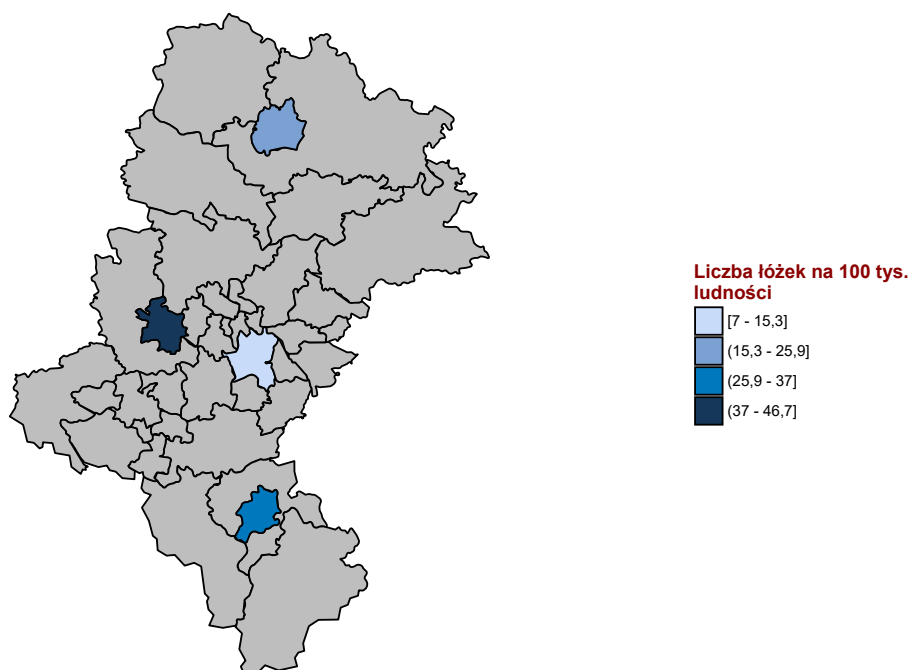 Liczba łóżek na 100 tys.
ludności
[7 - 15,3]
(15,3 - 25,9]
(25,9 - 37]
(37 - 46,7]